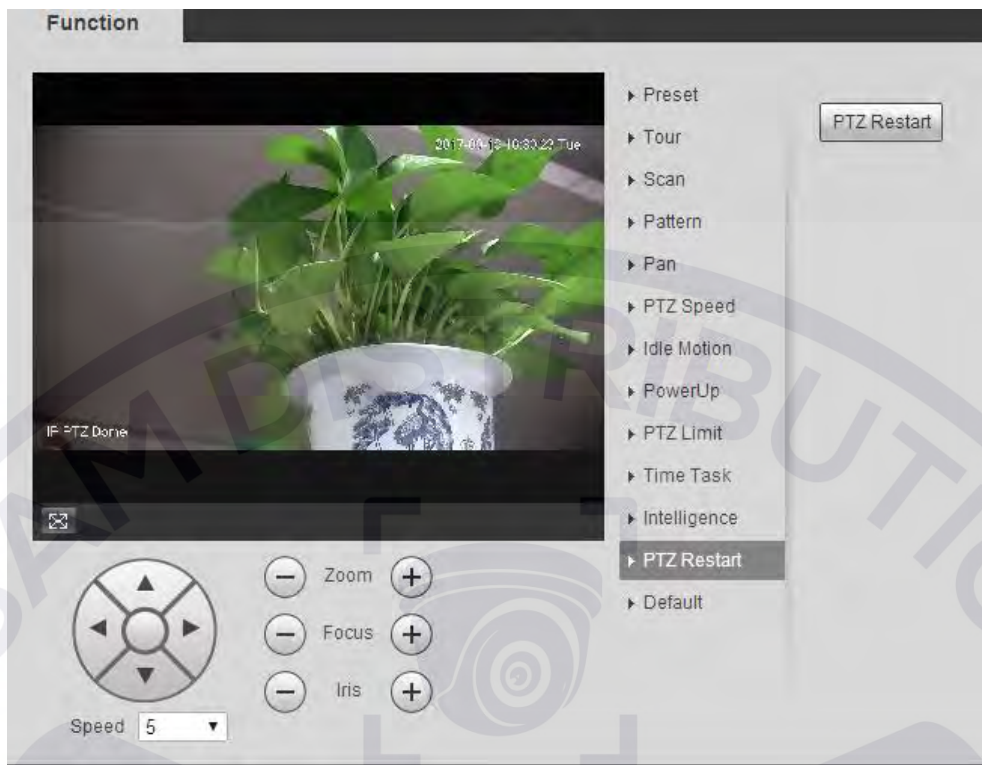 Function
Preset
PTZ Restart
Tour
Scan
Pattern
Pan
PTZ Speed
Idle Motion
PowerUp
PTZ Limit
Time Task
Intelligence
PTZ Restart
Default
IP PTZ Dome
Zoom
Focus
Iris
Speed 5